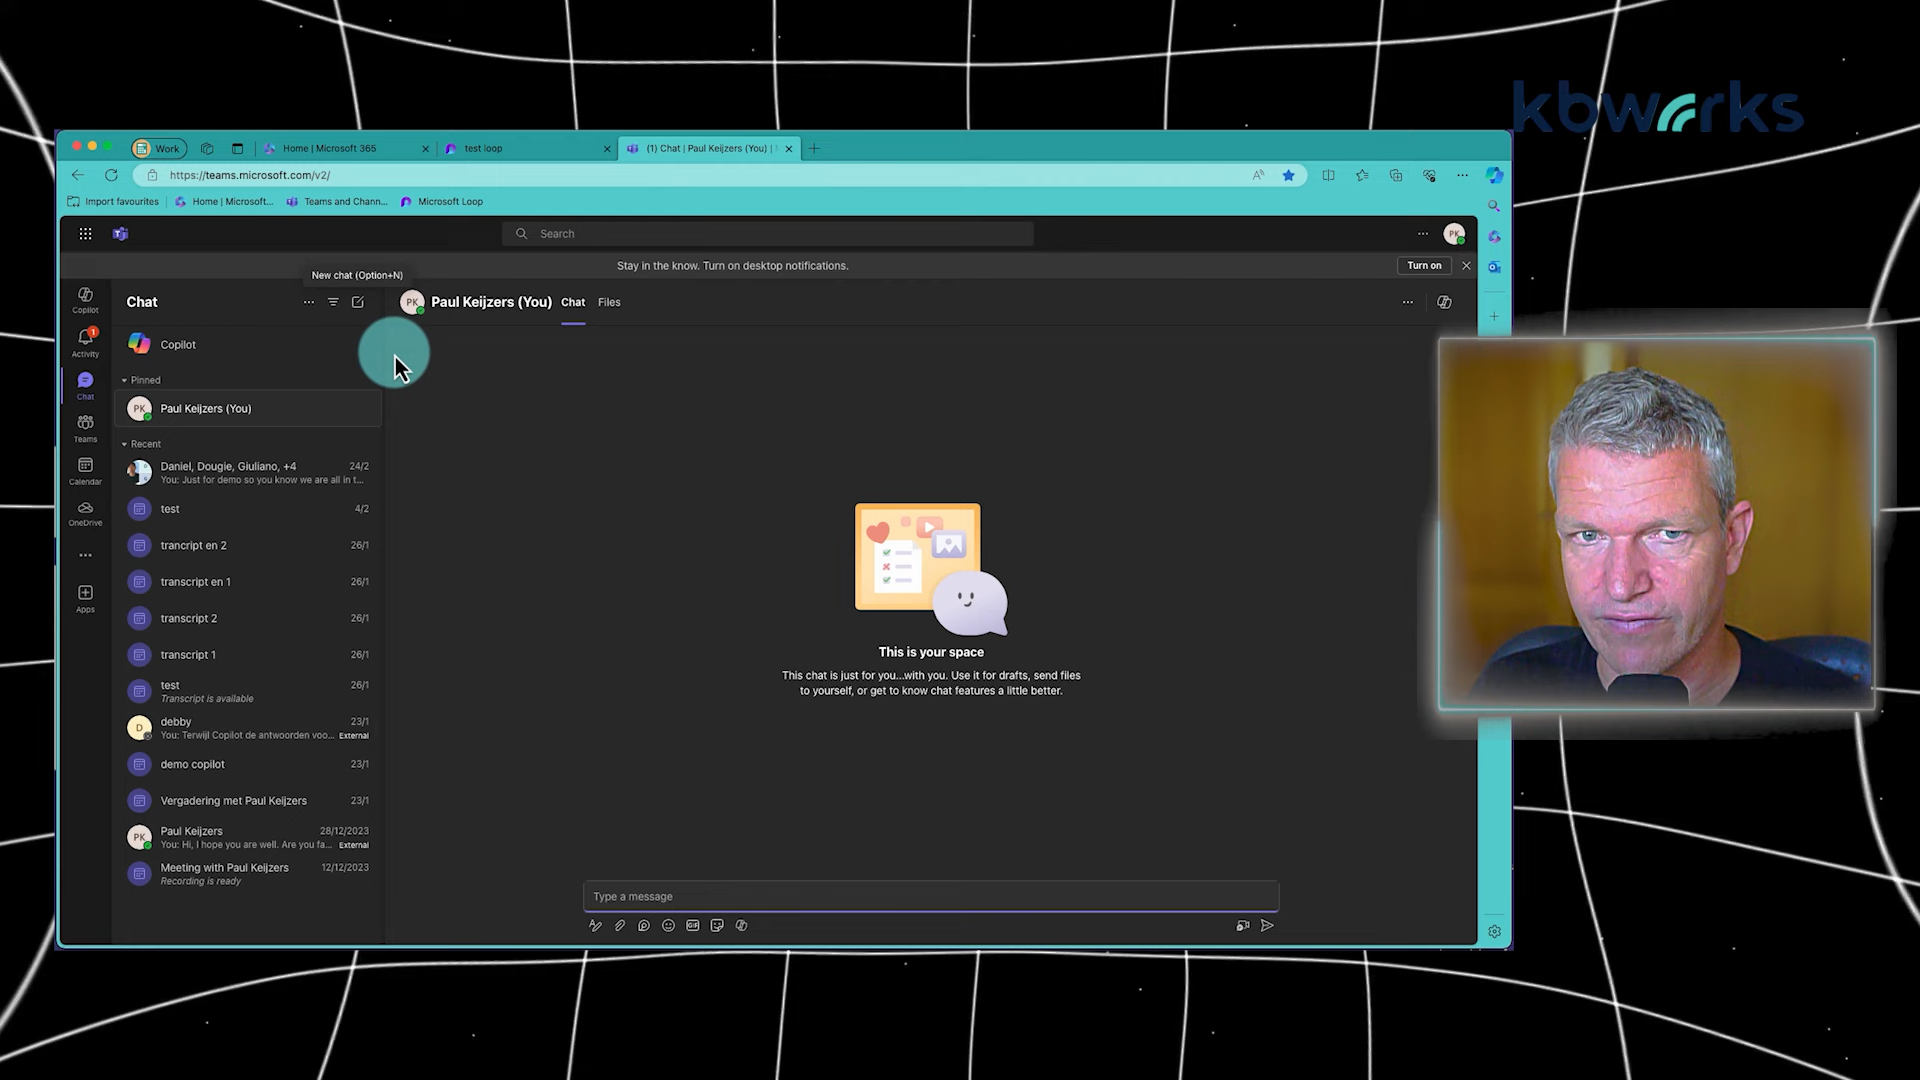 kbworks
Work
Home | Microsoft 365
test loop
(1) Chat | Paul Keijzers (You) |
https://teams.microsoft.com/v2/
Import favourites
Home | Microsoft...
Teams and Chann...
Microsoft Loop
Search
PK
Stay in the know. Turn on desktop notifications.
Turn on
New chat (Option+N)
Chat
PK
Paul Keijzers (You)
Chat
Files
Copilot
Activity
1
Chat
Teams
Calendar
OneDrive
Apps
Copilot
Pinned
PK
Paul Keijzers (You)
Recent
Daniel, Dougie, Giuliano, +4
24/2
You: Just for demo so you know we are all in t...
test
4/2
trancript en 2
26/1
transcript en 1
26/1
transcript 2
26/1
transcript 1
26/1
test
26/1
Transcript is available
D
debby
23/1
You: Terwijl Copilot de antwoorden voo...
External
demo copilot
23/1
Vergadering met Paul Keijzers
23/1
PK
Paul Keijzers
28/12/2023
You: Hi, I hope you are well. Are you fa...
External
Meeting with Paul Keijzers
12/12/2023
Recording is ready
This is your space
This chat is just for you...with you. Use it for drafts, send files
to yourself, or get to know chat features a little better.
Type a message
GIF